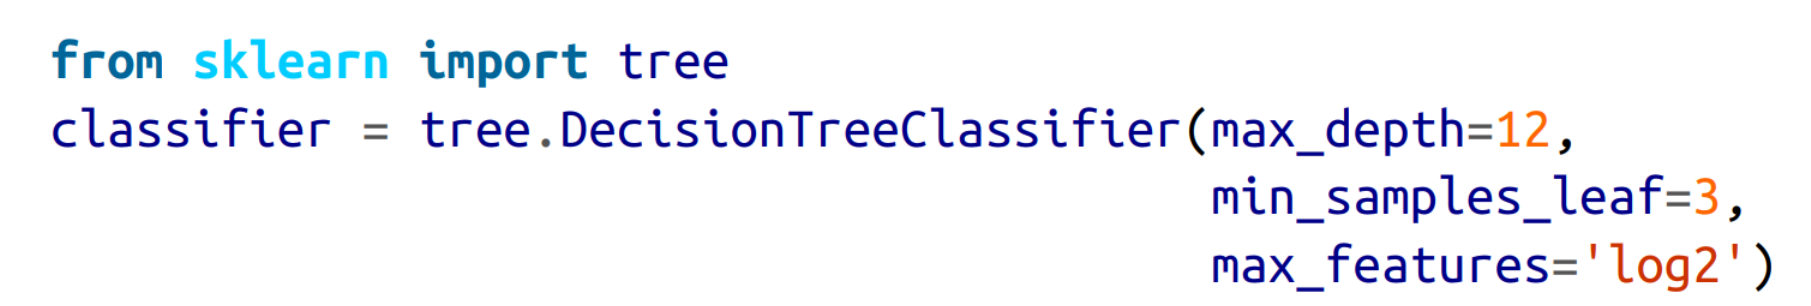 from sklearn import tree
classifier = tree.DecisionTreeClassifier(max_depth=12,
min_samples_leaf=3,
max_features='log2')